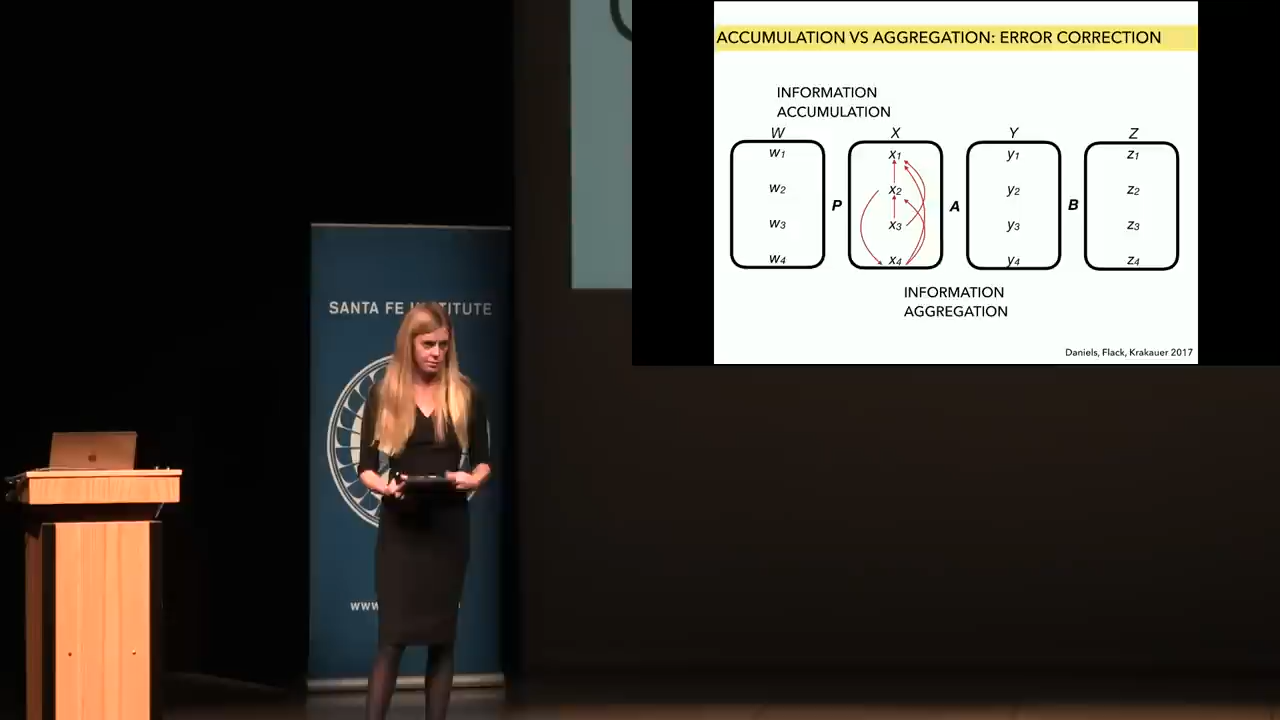 ACCUMULATION VS AGGREGATION: ERROR CORRECTION
INFORMATION
ACCUMULATION
W X Y Z
w1 x1 y1 z1
w2 x2 y2 z2
P A B
w3 x3 y3 z3
w4 x4 y4 z4
INFORMATION
AGGREGATION
Daniels, Flack, Krakauer 2017
SANTA FE
www